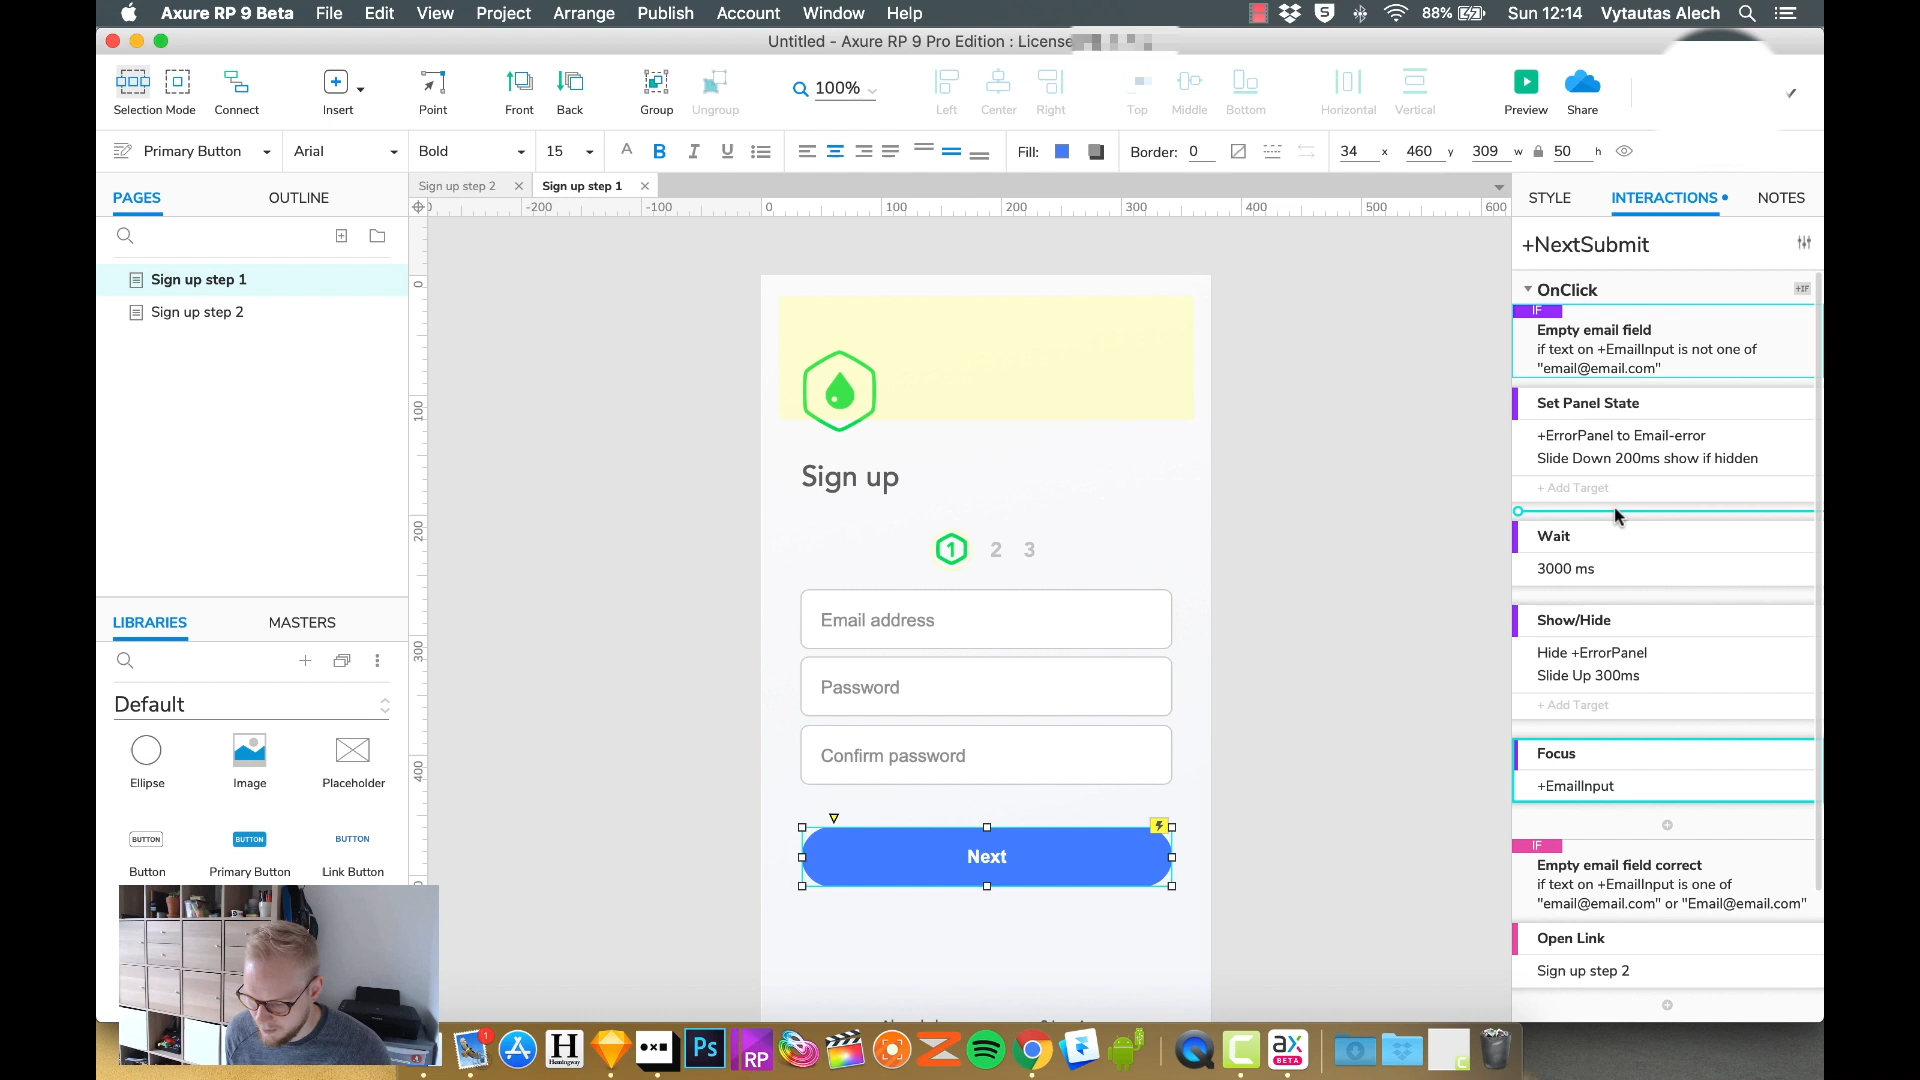 Axure RP 9 Beta File Edit View Project Arrange Publish Account Window Help 88% Sun 12:14 Vytautas Alech
Untitled - Axure RP 9 Pro Edition : License
100%
Selection Mode Connect Insert Point Front Back Group Ungroup Left Center Right Top Middle Bottom Horizontal Vertical Preview Share
Primary Button Arial Bold 15 A B I U Fill: Border: 0 34 x 460 y 309 w 50 h
PAGES OUTLINE
Sign up step 2 Sign up step 1
STYLE INTERACTIONS NOTES
-200 -100 0 100 200 300 400 500 600
0 100 200 300 400
Sign up step 1
Sign up step 2
LIBRARIES MASTERS
Default
Ellipse Image Placeholder
BUTTON BUTTON BUTTON
Button Primary Button Link Button
Sign up
1 2 3
Email address
Password
Confirm password
Next
+NextSubmit
OnClick +IF
IF
Empty email field
if text on +EmailInput is not one of
"email@email.com"
Set Panel State
+ErrorPanel to Email-error
Slide Down 200ms show if hidden
+ Add Target
Wait
3000 ms
Show/Hide
Hide +ErrorPanel
Slide Up 300ms
+ Add Target
Focus
+EmailInput
IF
Empty email field correct
if text on +EmailInput is one of
"email@email.com" or "Email@email.com"
Open Link
Sign up step 2
1 H Hemingway Ps RP ax BETA